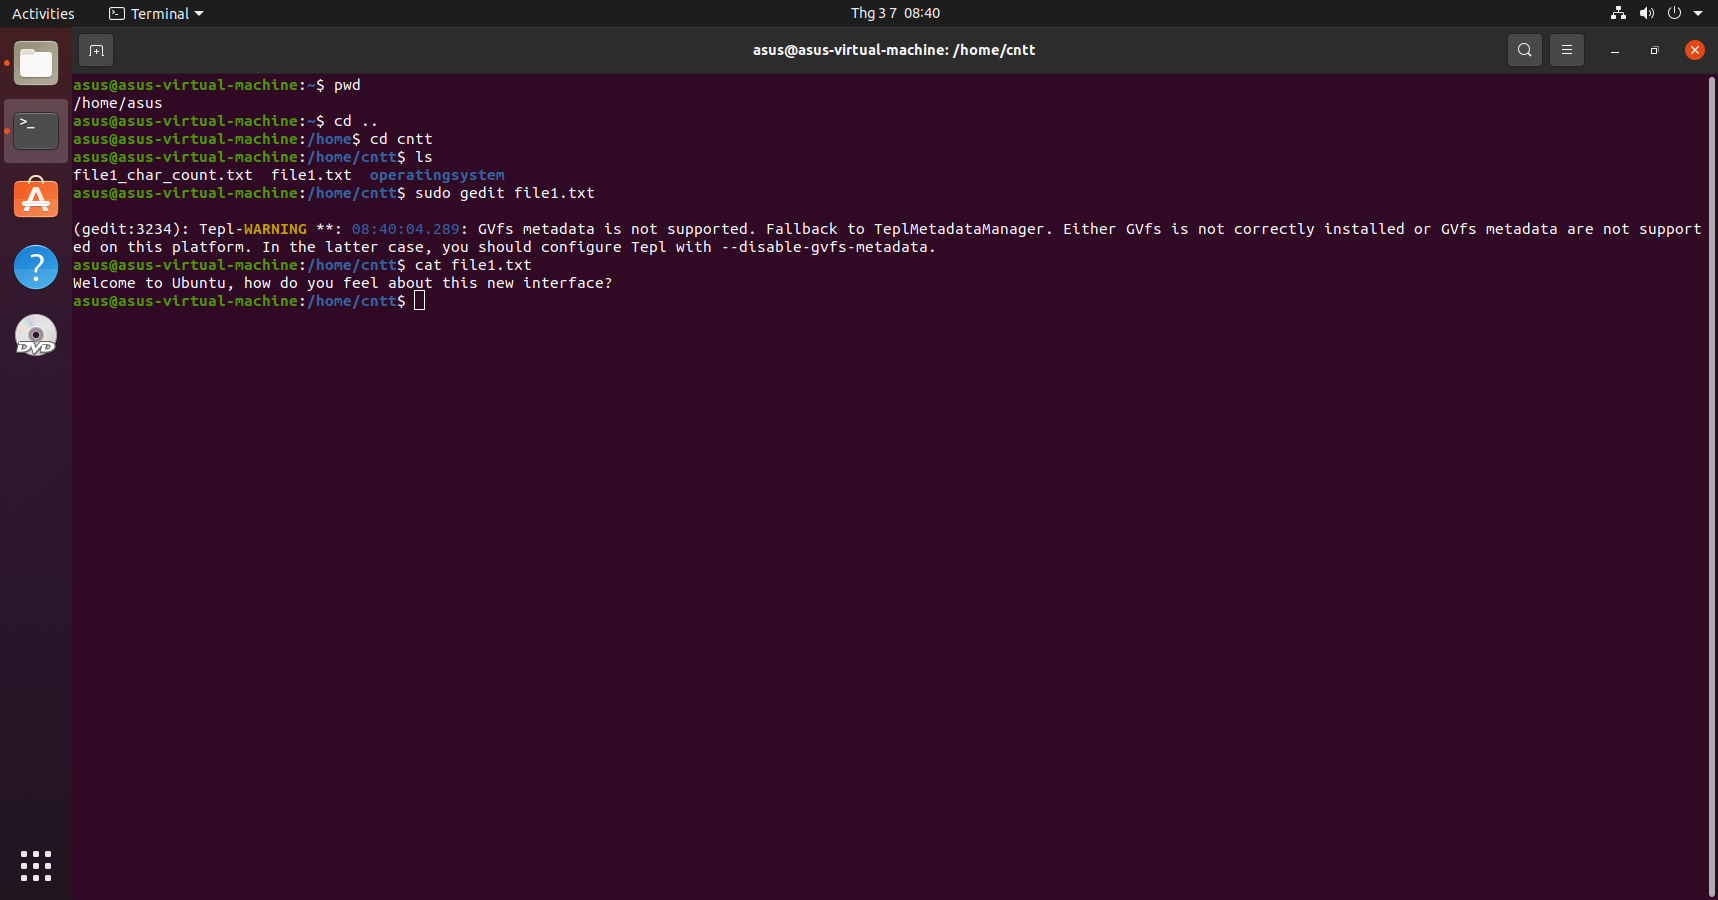 Activities Terminal Thg 3 7 08:40
asus@asus-virtual-machine: /home/cntt
asus@asus-virtual-machine:~$ pwd
/home/asus
asus@asus-virtual-machine:~$ cd ..
asus@asus-virtual-machine:/home$ cd cntt
asus@asus-virtual-machine:/home/cntt$ ls
file1_char_count.txt  file1.txt  operatingsystem
asus@asus-virtual-machine:/home/cntt$ sudo gedit file1.txt

(gedit:3234): Tepl-WARNING **: 08:40:04.289: GVfs metadata is not supported. Fallback to TeplMetadataManager. Either GVfs is not correctly installed or GVfs metadata are not support
ed on this platform. In the latter case, you should configure Tepl with --disable-gvfs-metadata.
asus@asus-virtual-machine:/home/cntt$ cat file1.txt
Welcome to Ubuntu, how do you feel about this new interface?
asus@asus-virtual-machine:/home/cntt$
DVD